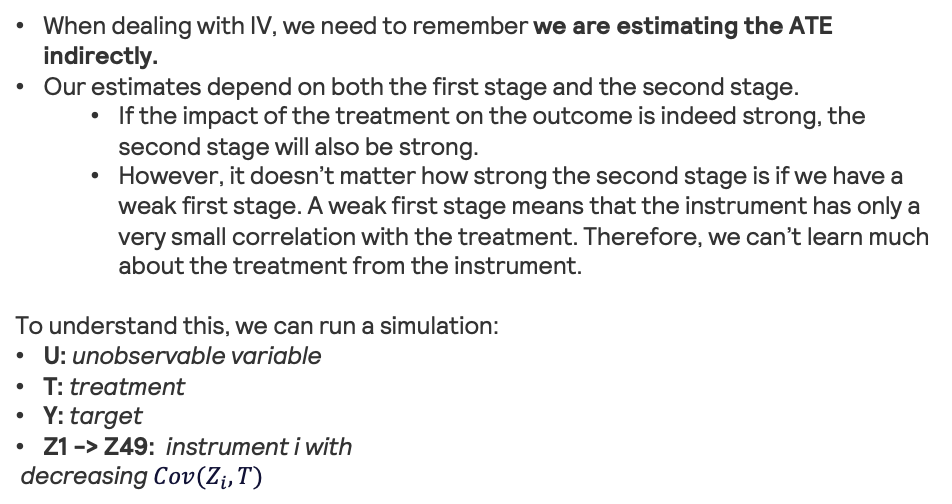 • When dealing with IV, we need to remember we are estimating the ATE
indirectly.
• Our estimates depend on both the first stage and the second stage.
• If the impact of the treatment on the outcome is indeed strong, the
second stage will also be strong.
• However, it doesn’t matter how strong the second stage is if we have a
weak first stage. A weak first stage means that the instrument has only a
very small correlation with the treatment. Therefore, we can’t learn much
about the treatment from the instrument.
To understand this, we can run a simulation:
• U: unobservable variable
• T: treatment
• Y: target
• Z1 -> Z49: instrument i with
decreasing Cov(Zᵢ, T)